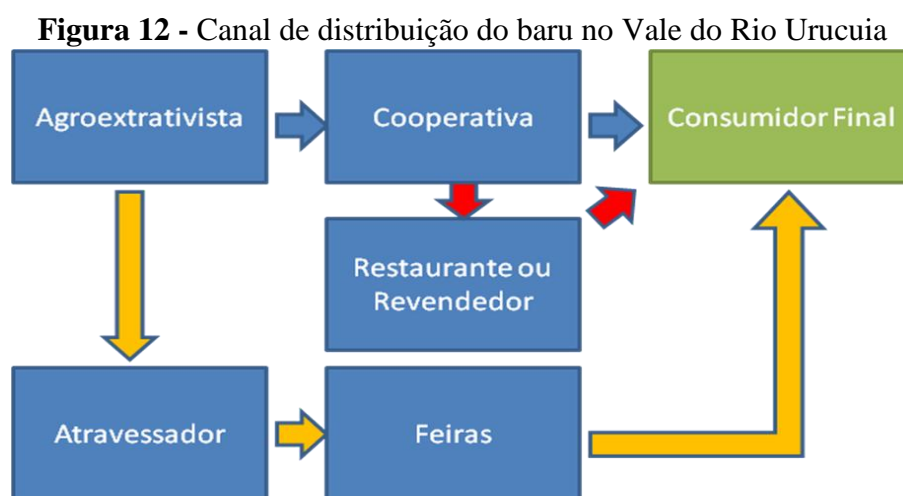 Figura 12 - Canal de distribuição do baru no Vale do Rio Urucuia
Agroextrativista
Cooperativa
Consumidor Final
Restaurante ou
Revendedor
Atravessador
Feiras